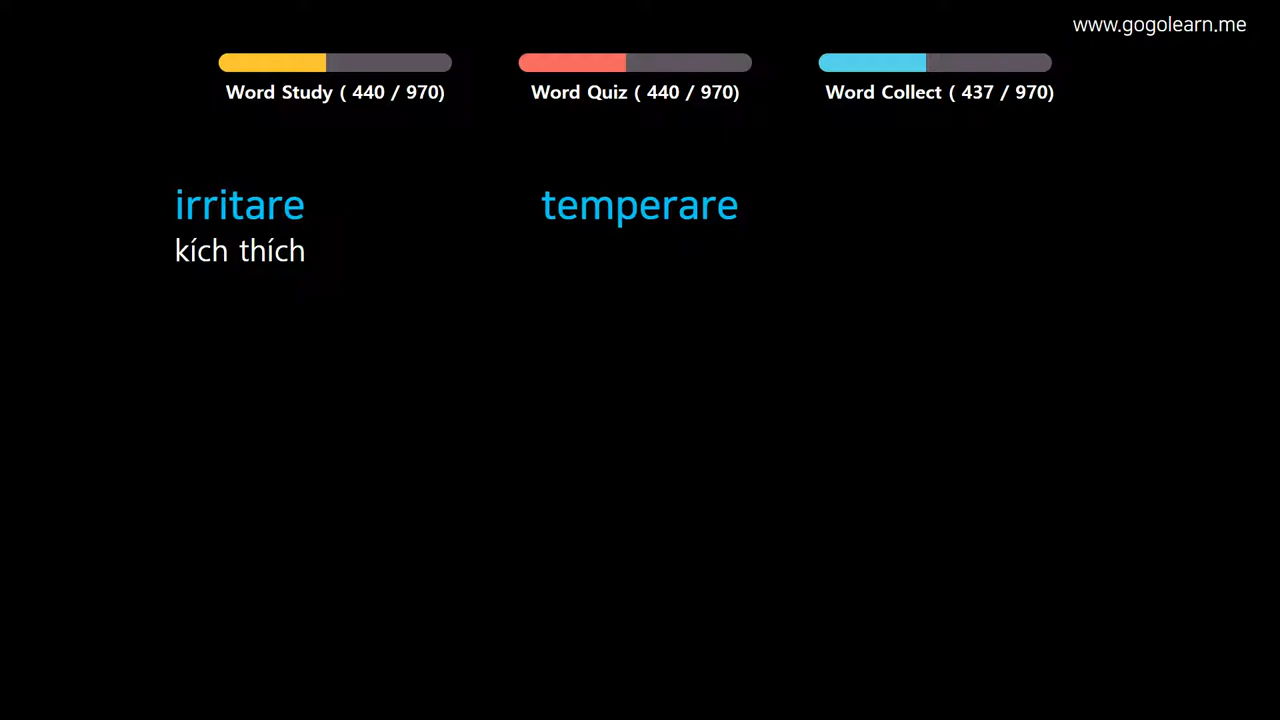 www.gogolearn.me
Word Study ( 440 / 970)
Word Quiz ( 440 / 970)
Word Collect ( 437 / 970)
irritare
kích thích
temperare